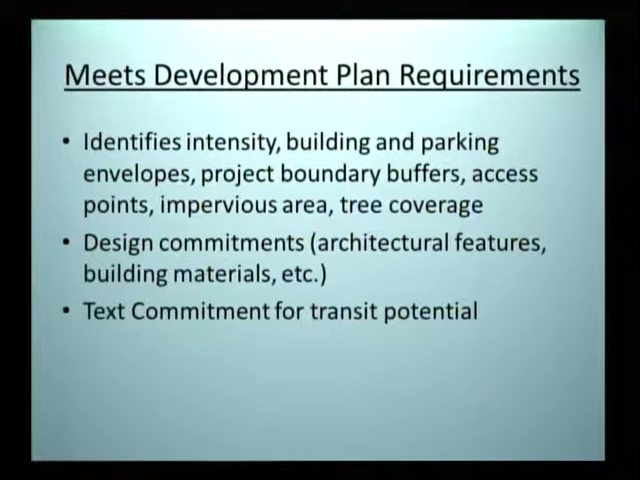 Meets Development Plan Requirements
• Identifies intensity, building and parking
envelopes, project boundary buffers, access
points, impervious area, tree coverage
• Design commitments (architectural features,
building materials, etc.)
• Text Commitment for transit potential